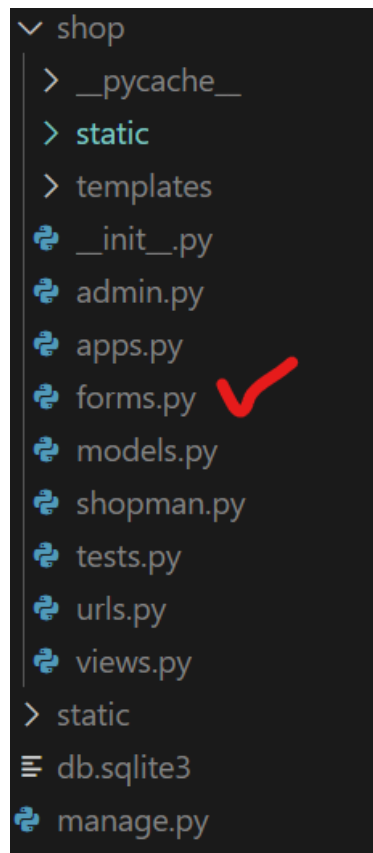 shop
__pycache__
static
templates
__init__.py
admin.py
apps.py
forms.py
models.py
shopman.py
tests.py
urls.py
views.py
static
db.sqlite3
manage.py